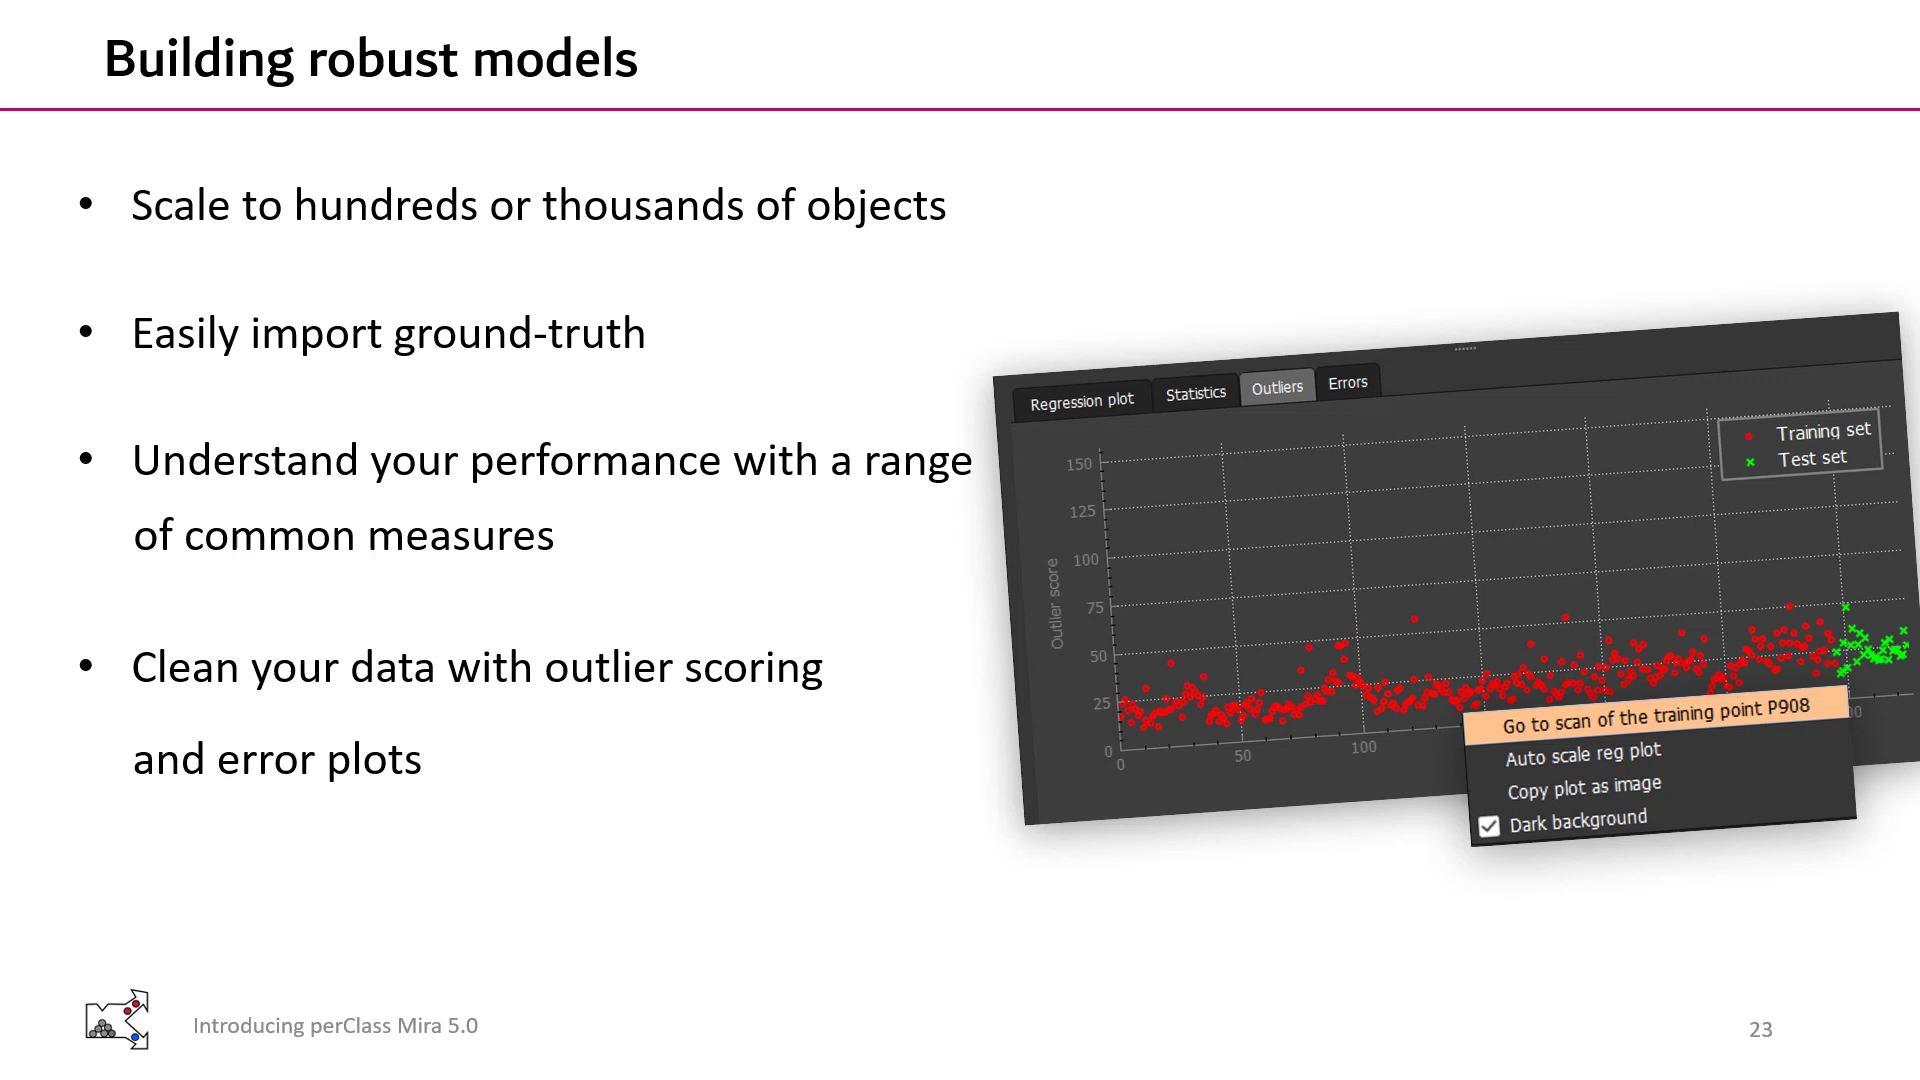 Building robust models
• Scale to hundreds or thousands of objects
• Easily import ground-truth
• Understand your performance with a range
of common measures
• Clean your data with outlier scoring
and error plots
Regression plot
Statistics
Outliers
Errors
Training set
Test set
150
125
100
75
50
25
0
Outlier score
0
50
100
Go to scan of the training point P908
Auto scale reg plot
Copy plot as image
Dark background
Introducing perClass Mira 5.0
23